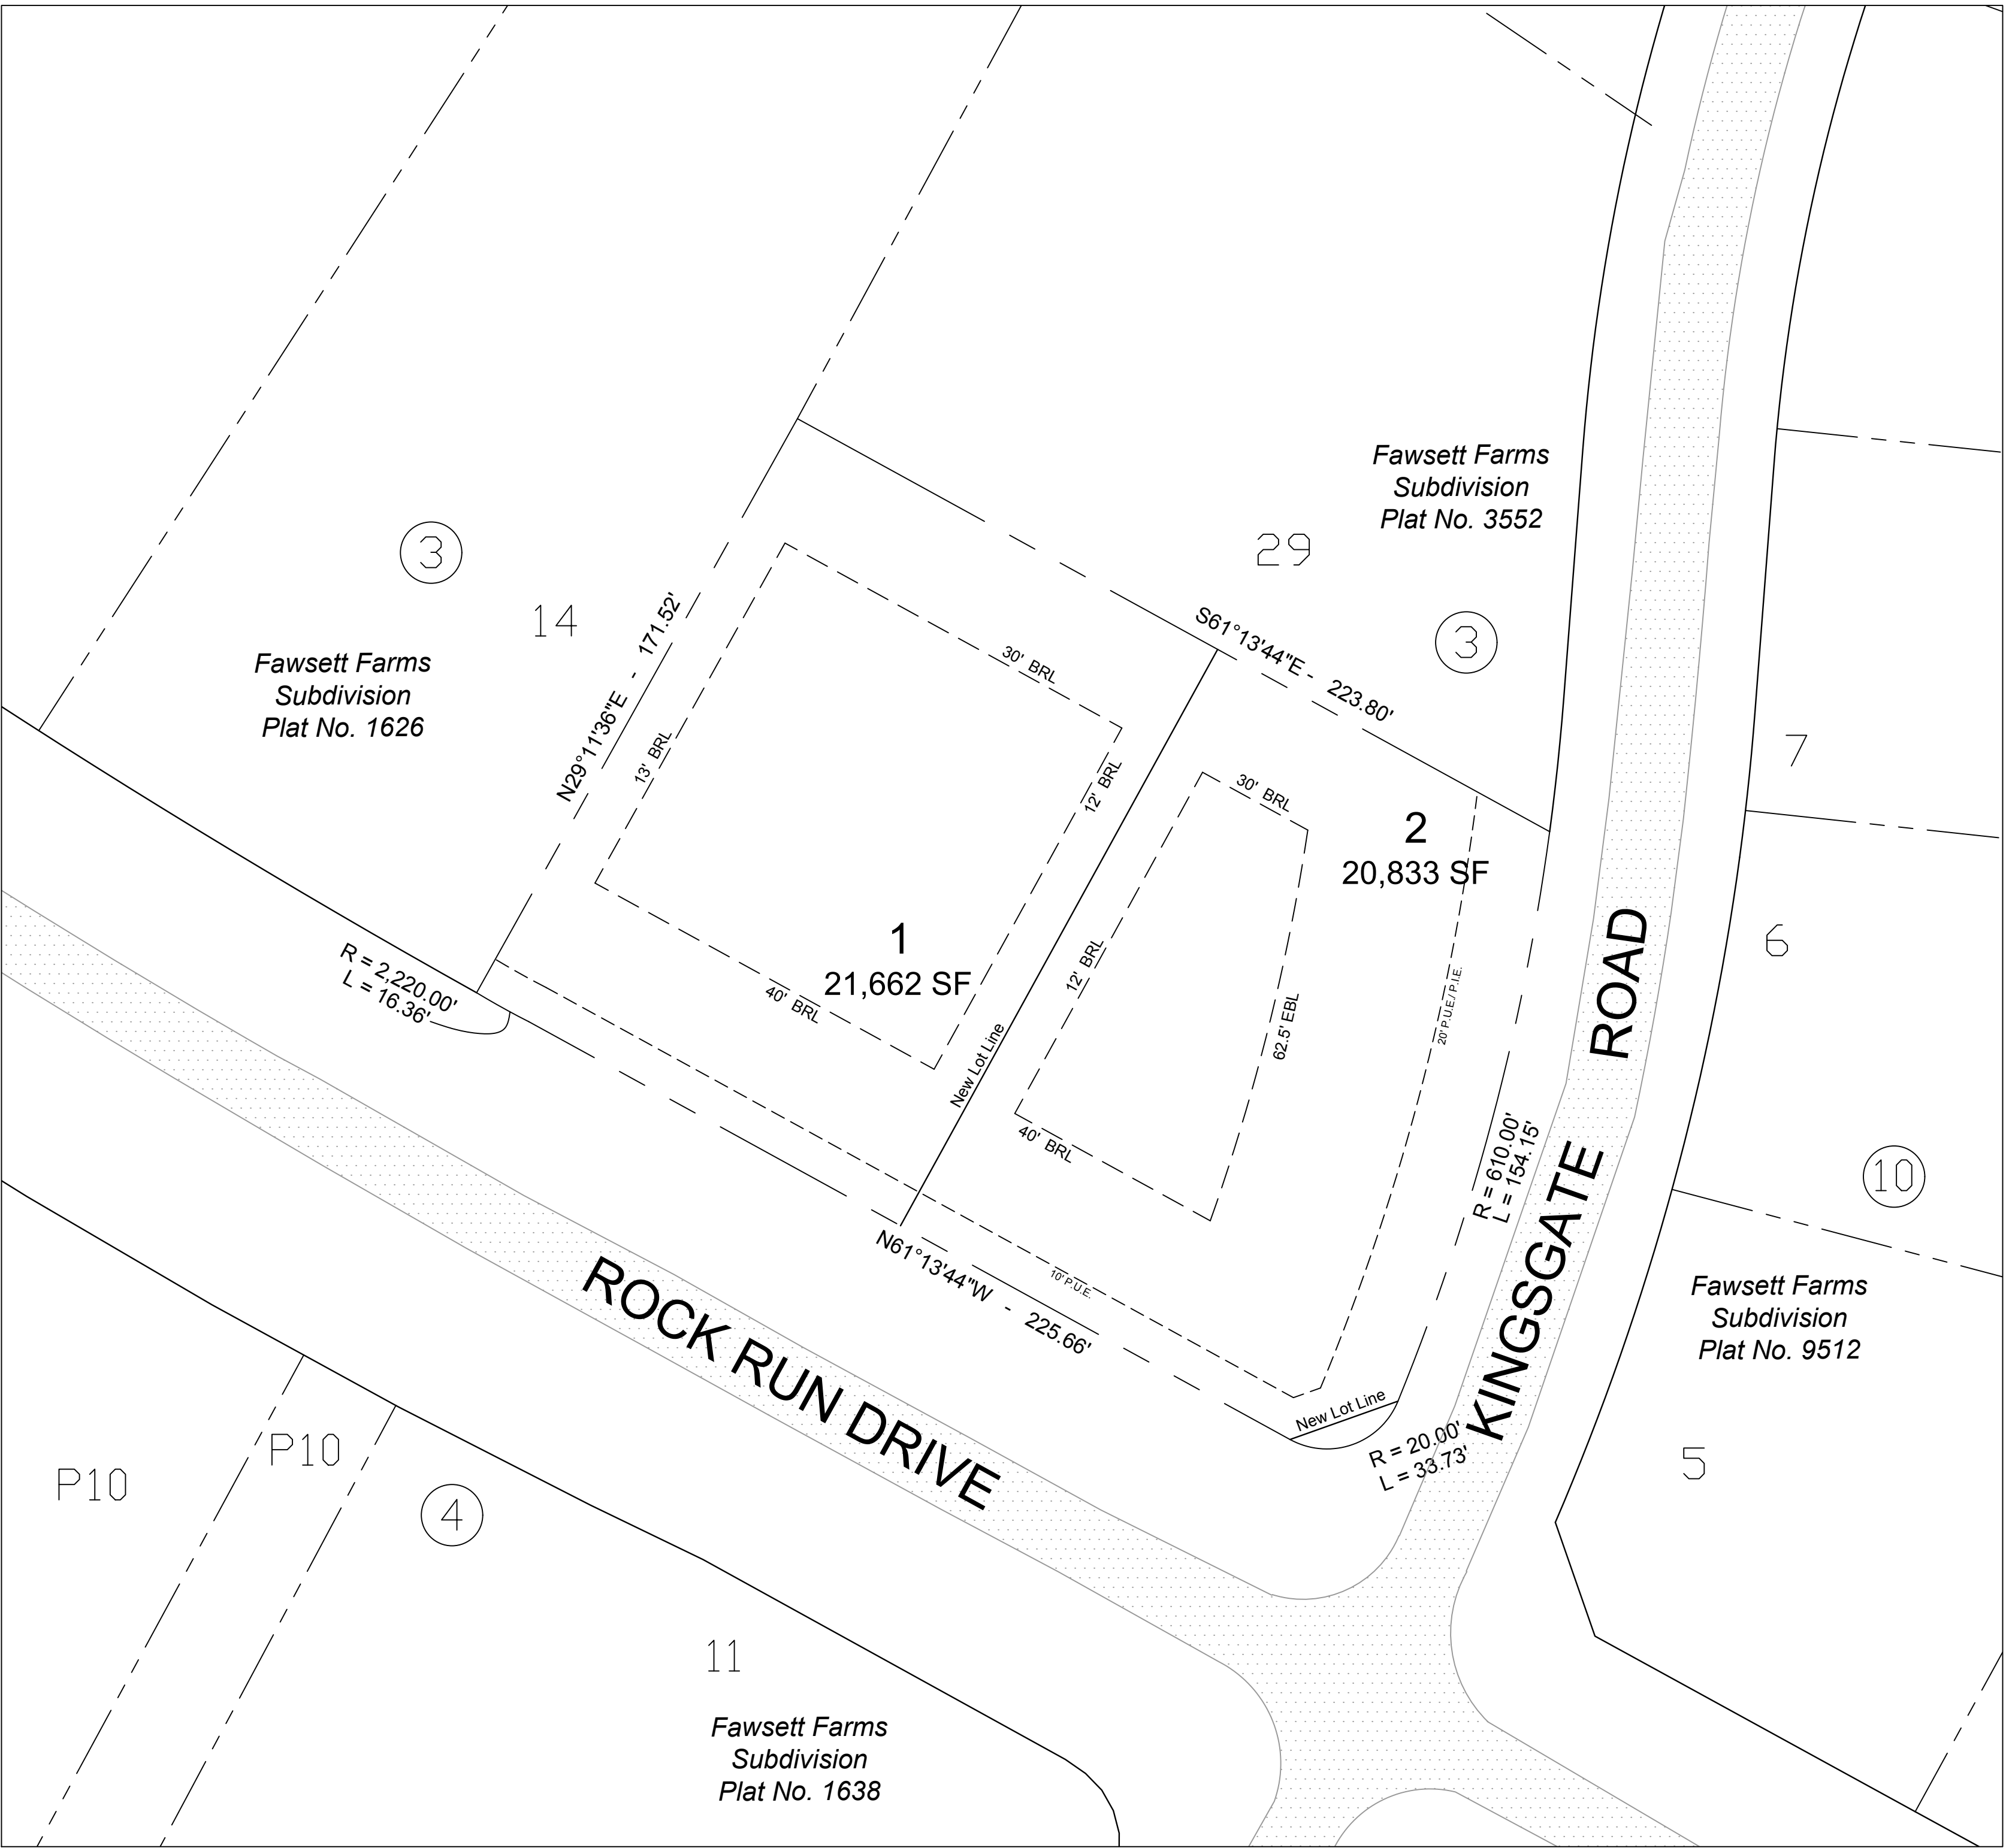 Fawsett Farms
Subdivision
Plat No. 3552
29
3
3
14
Fawsett Farms
Subdivision
Plat No. 1626
N29°11'36"E - 171.52'
S61°13'44"E - 223.80'
30' BRL
13' BRL
12' BRL
40' BRL
1
21,662 SF
New Lot Line
30' BRL
12' BRL
62.5' EBL
40' BRL
2
20,833 SF
20' P.U.E./ P.I.E.
R = 2,220.00'
L = 16.36'
7
6
10
ROAD
KINGSGATE
R = 610.00'
L = 154.15'
N61°13'44"W - 225.66'
10' P.U.E.
New Lot Line
R = 20.00'
L = 33.73'
ROCK RUN DRIVE
Fawsett Farms
Subdivision
Plat No. 9512
5
P10
P10
4
11
Fawsett Farms
Subdivision
Plat No. 1638